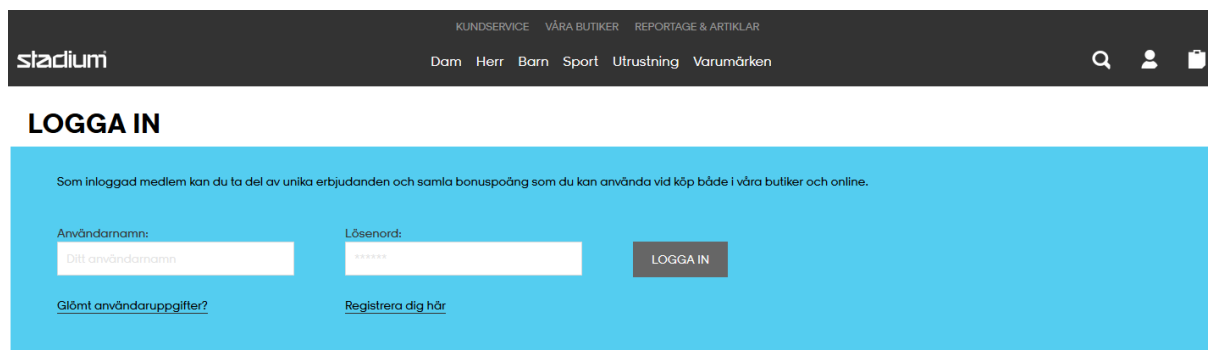 KUNDSERVICE VÅRA BUTIKER REPORTAGE & ARTIKLAR
stadium Dam Herr Barn Sport Utrustning Varumärken
LOGGA IN
Som inloggad medlem kan du ta del av unika erbjudanden och samla bonuspoäng som du kan använda vid köp både i våra butiker och online.
Användarnamn: Lösenord:
Ditt användarnamn ****** LOGGA IN
Glömt användaruppgifter? Registrera dig här